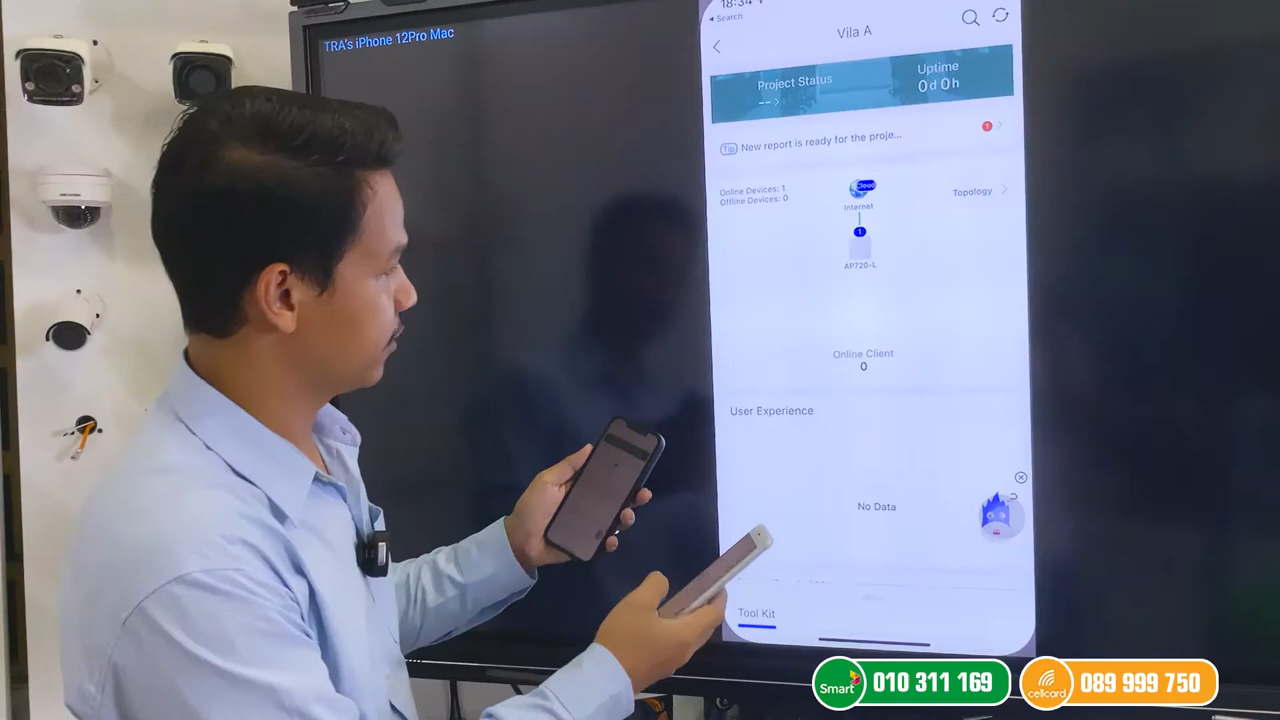 TRA's iPhone 12Pro Mac
18:34
Search
Vila A
Project Status
Uptime
--
0d 0h
Tip New report is ready for the proje...
1
Online Devices: 1
Offline Devices: 0
Cloud
Internet
Topology
1
AP720-L
Online Client
0
User Experience
No Data
Tool Kit
Smart 010 311 169
cellcard 089 999 750